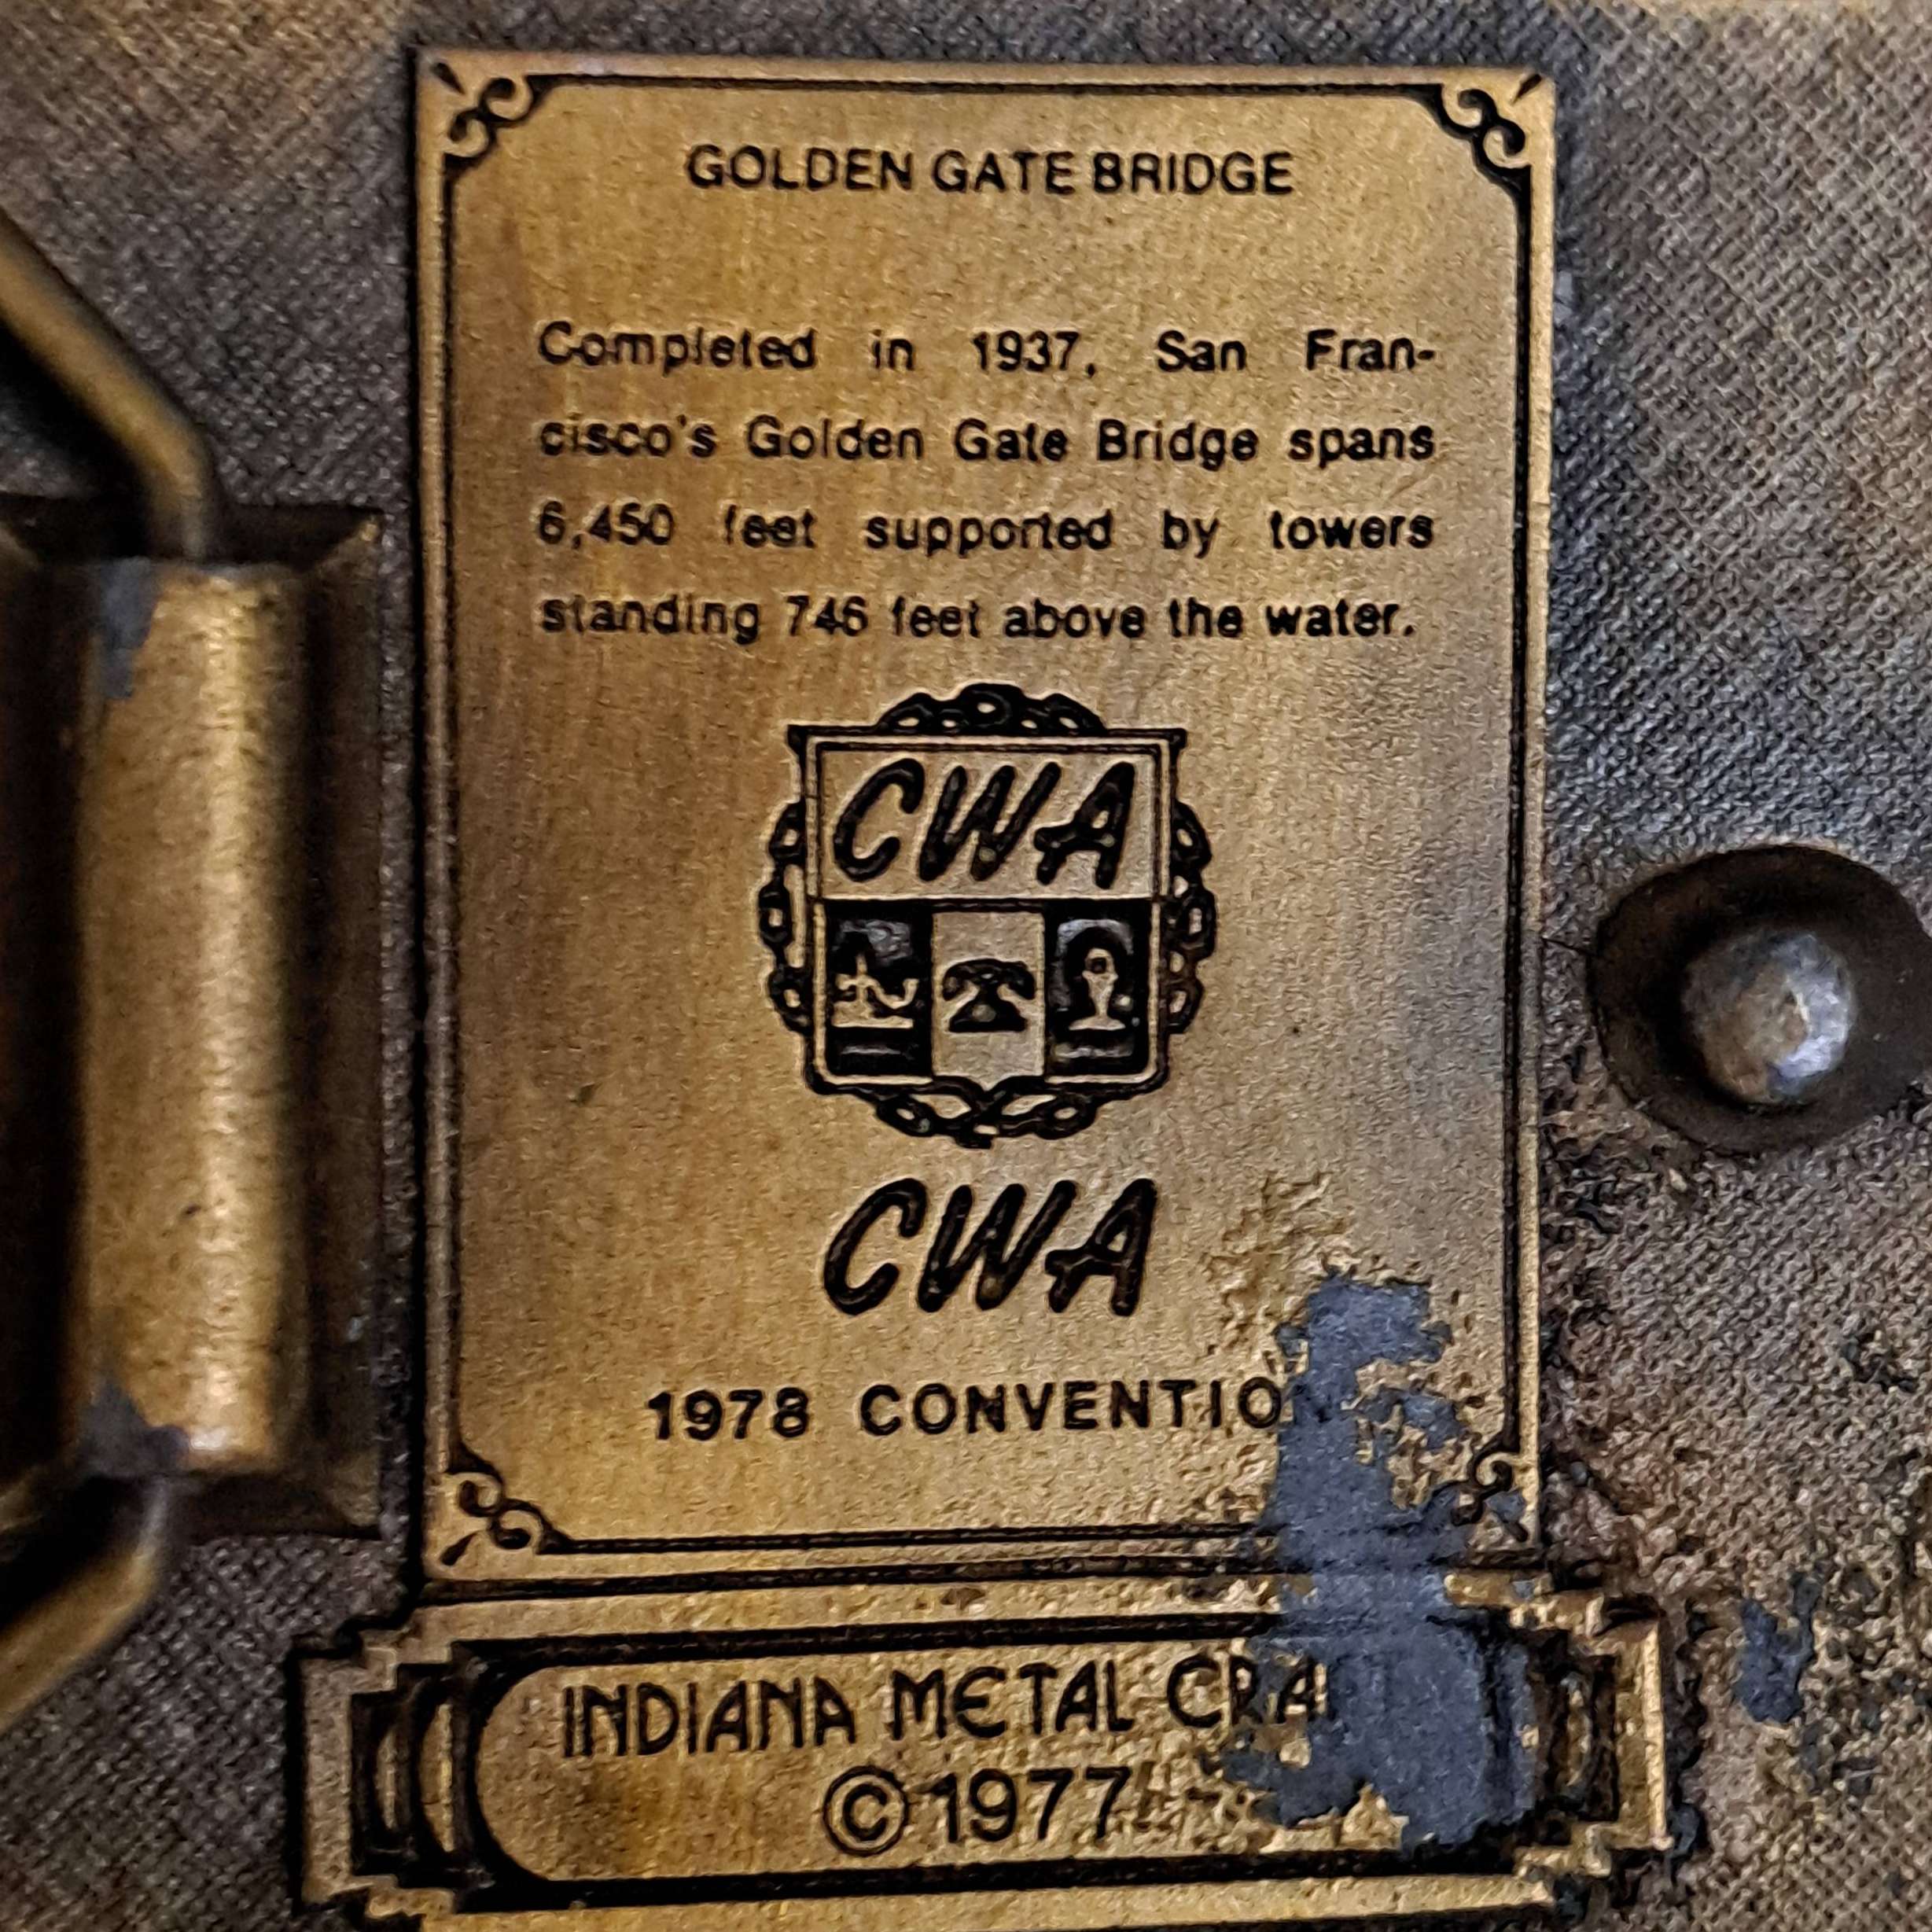 GOLDEN GATE BRIDGE
Completed in 1937, San Fran-
cisco's Golden Gate Bridge spans
6,450 feet supported by towers
standing 746 feet above the water.
CWA
CWA
1978 CONVENTIO
INDIANA METAL CRA
©1977